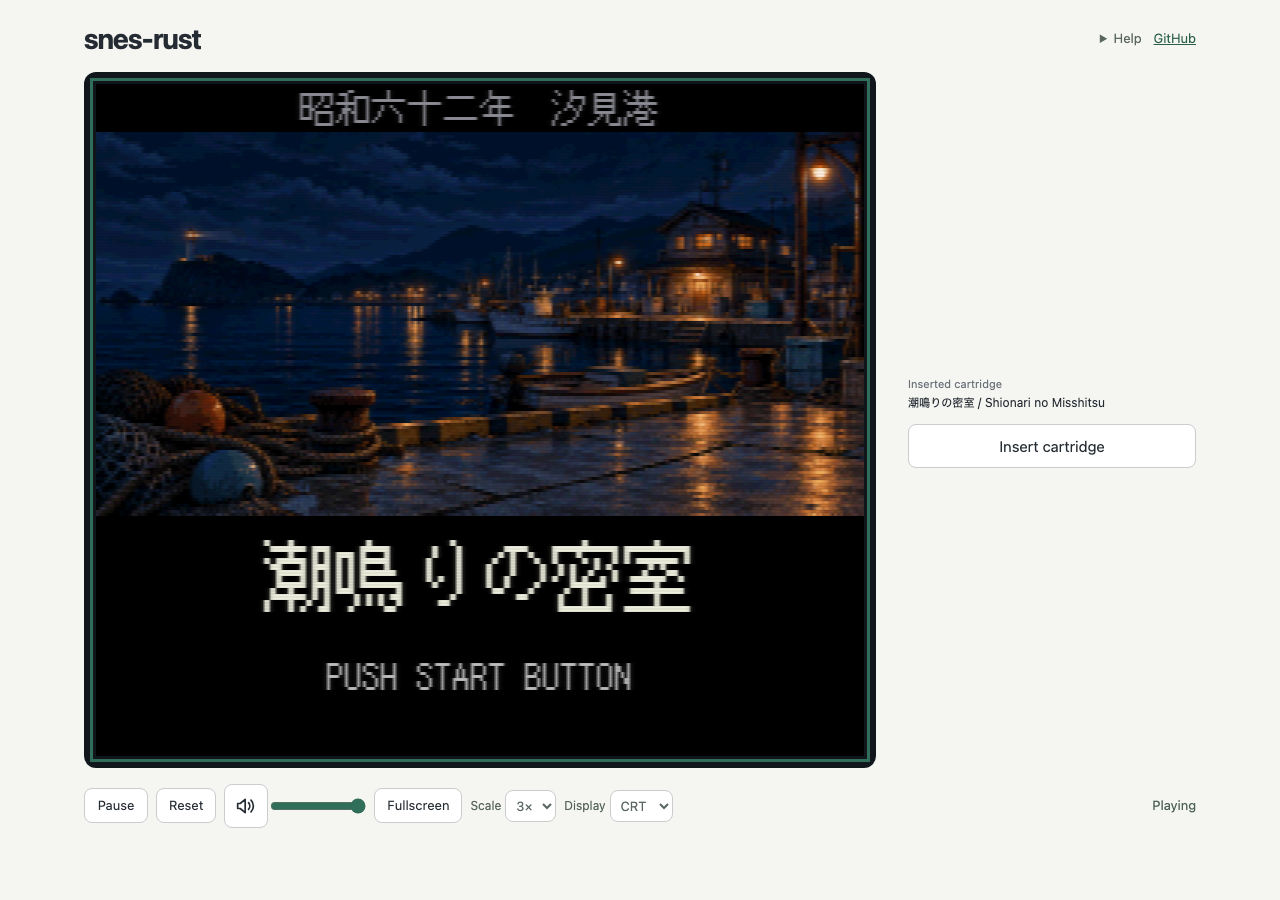 snes-rust
Help
GitHub
昭和六十二年 汐見港
潮鳴りの密室
PUSH START BUTTON
Inserted cartridge
潮鳴りの密室 / Shionari no Misshitsu
Insert cartridge
Pause
Reset
Fullscreen
Scale
3×
Display
CRT
Playing